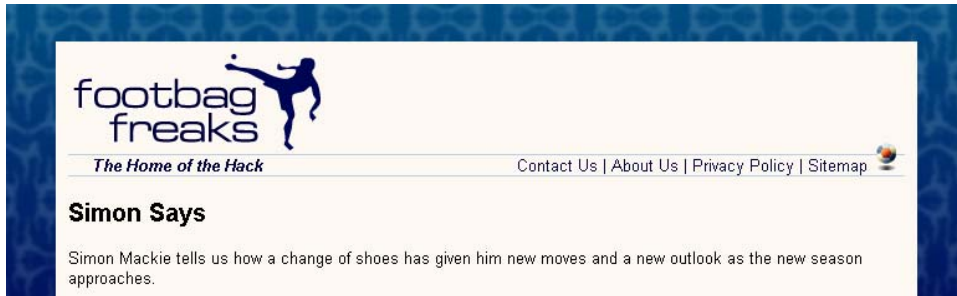 footbag
freaks
The Home of the Hack
Contact Us | About Us | Privacy Policy | Sitemap
Simon Says
Simon Mackie tells us how a change of shoes has given him new moves and a new outlook as the new season
approaches.